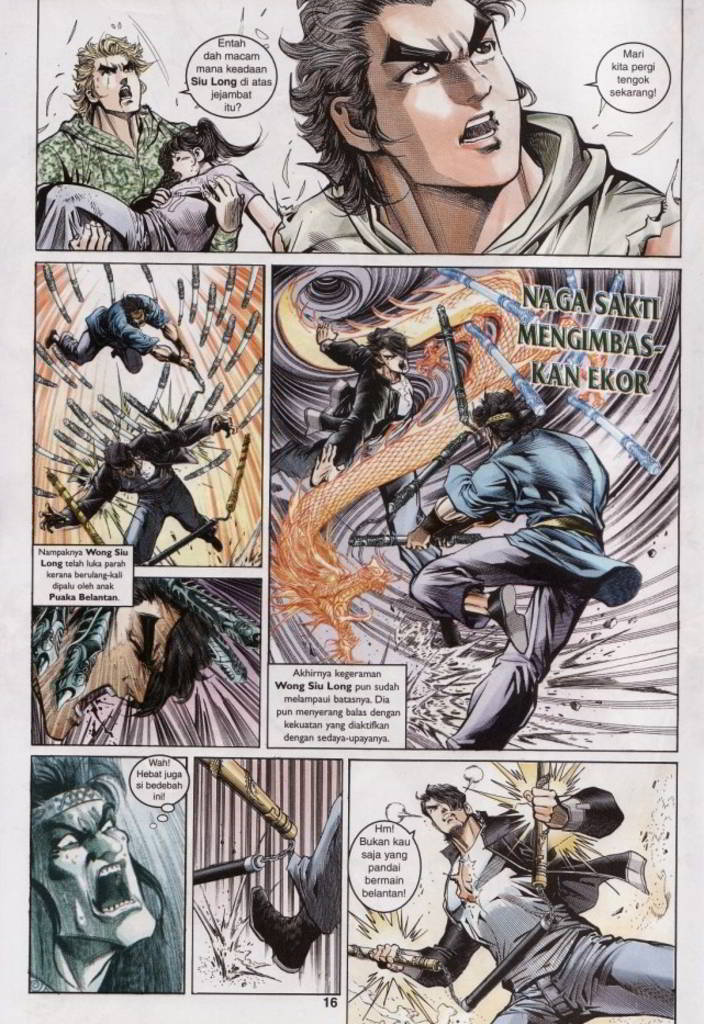 Entah
dah macam
mana keadaan
Siu Long di atas
jejambat
itu?
Mari
kita pergi
tengok
sekarang!
NAGA SAKTI
MENGIMBAS-
KAN EKOR
Nampaknya Wong Siu
Long telah luka parah
kerana berulang-kali
dipalu oleh anak
Puaka Belantan.
Akhirnya kegeraman
Wong Siu Long pun sudah
melampaui batasnya. Dia
pun menyerang balas dengan
kekuatan yang diaktifkan
dengan sedaya-upayanya.
Wah!
Hebat juga
si bedebah
ini!
Hm!
Bukan kau
saja yang
pandai
bermain
belantan!
16